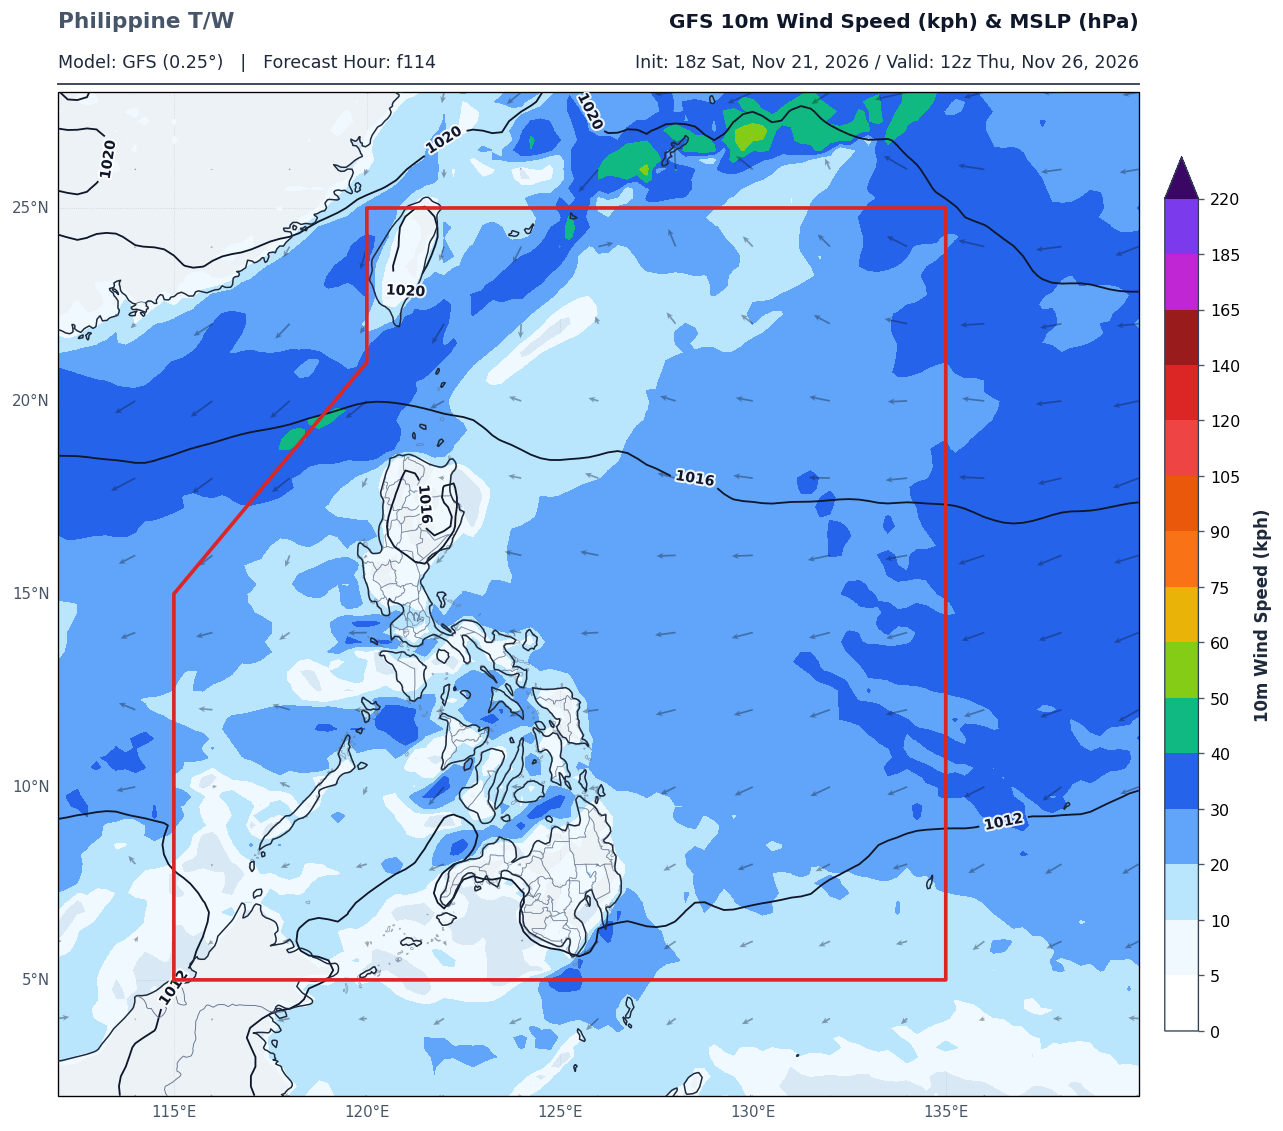 Philippine T/W
GFS 10m Wind Speed (kph) & MSLP (hPa)
Model: GFS (0.25°)   |   Forecast Hour: f114
Init: 18z Sat, Nov 21, 2026 / Valid: 12z Thu, Nov 26, 2026
1020
1020
1020
1020
1016
1016
1012
1012
25°N
20°N
15°N
10°N
5°N
115°E
120°E
125°E
130°E
135°E
220
185
165
140
120
105
90
75
60
50
40
30
20
10
5
0
10m Wind Speed (kph)